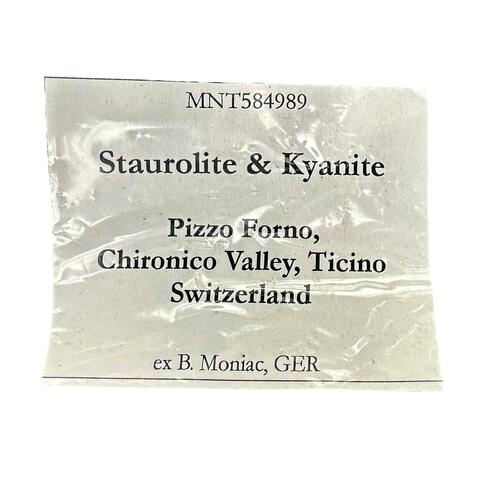 MNT584989
Staurolite & Kyanite
Pizzo Forno,
Chironico Valley, Ticino
Switzerland
ex B. Moniac, GER